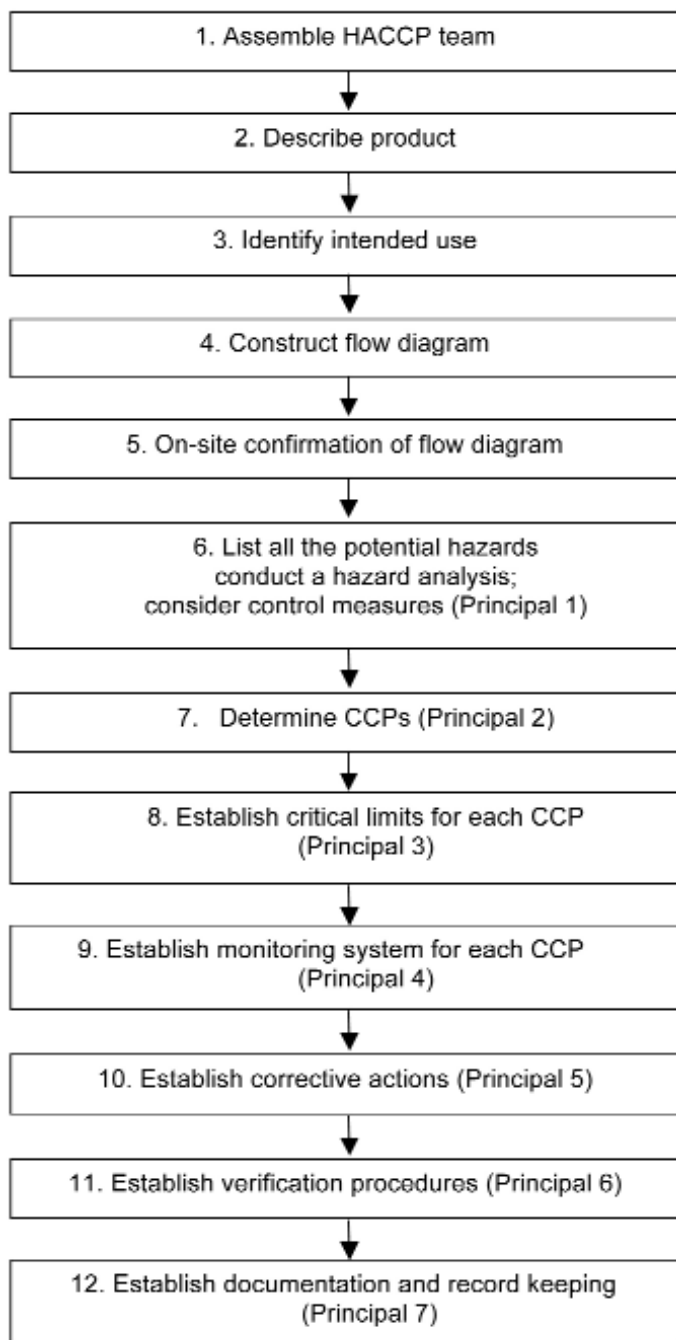 1. Assemble HACCP team
2. Describe product
3. Identify intended use
4. Construct flow diagram
5. On-site confirmation of flow diagram
6. List all the potential hazards
conduct a hazard analysis;
consider control measures (Principal 1)
7. Determine CCPs (Principal 2)
8. Establish critical limits for each CCP
(Principal 3)
9. Establish monitoring system for each CCP
(Principal 4)
10. Establish corrective actions (Principal 5)
11. Establish verification procedures (Principal 6)
12. Establish documentation and record keeping
(Principal 7)